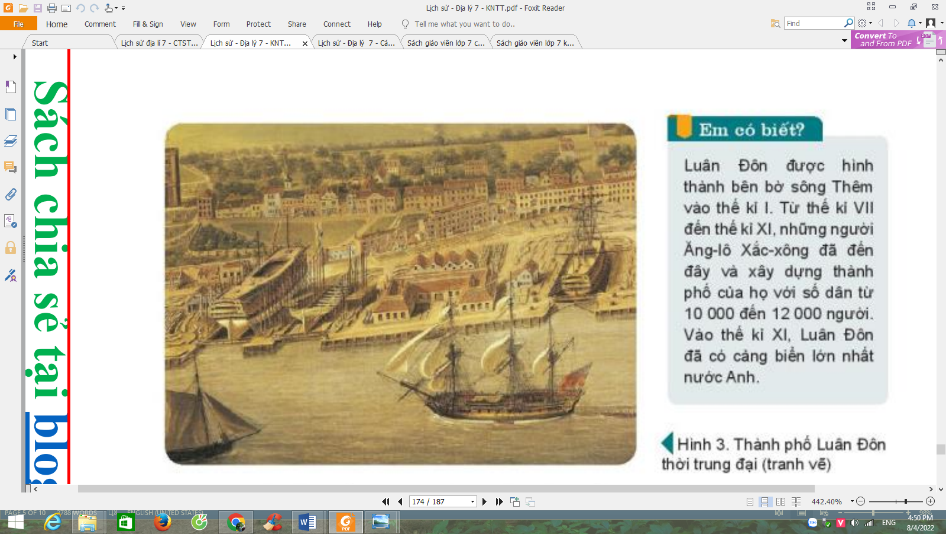 Lịch sử - Địa lý 7 - KNTT.pdf - Foxit Reader
File Home Comment Fill & Sign View Form Protect Share Connect Help Tell me what you want to do.. Find
Start Lịch sử địa lí 7 - CTST... Lịch sử - Địa lý 7 - KNT... Lịch sử - Địa lý 7 - Cá... Sách giáo viên lớp 7 c... Sách giáo viên lớp 7 k...
Convert To
and From PDF
Sách chia sẻ tại blo
Em có biết?
Luân Đôn được hình
thành bên bờ sông Thêm
vào thế kỉ I. Từ thế kỉ VII
đến thế kỉ XI, những người
Ăng-lô Xắc-xông đã đến
đây và xây dựng thành
phố của họ với số dân từ
10 000 đến 12 000 người.
Vào thế kỉ XI, Luân Đôn
đã có cảng biển lớn nhất
nước Anh.
Hình 3. Thành phố Luân Đôn
thời trung đại (tranh vẽ)
174 / 187
442.40%
ENG
4:50 PM
8/4/2022